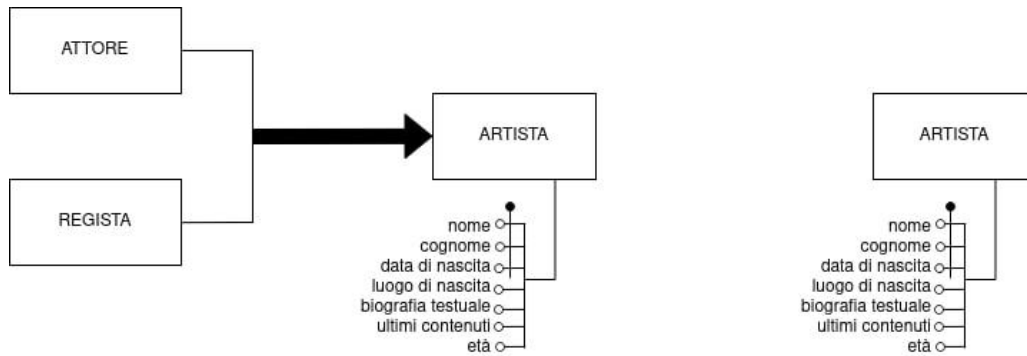 ATTORE
REGISTA
ARTISTA
nome
cognome
data di nascita
luogo di nascita
biografia testuale
ultimi contenuti
età
ARTISTA
nome
cognome
data di nascita
luogo di nascita
biografia testuale
ultimi contenuti
età